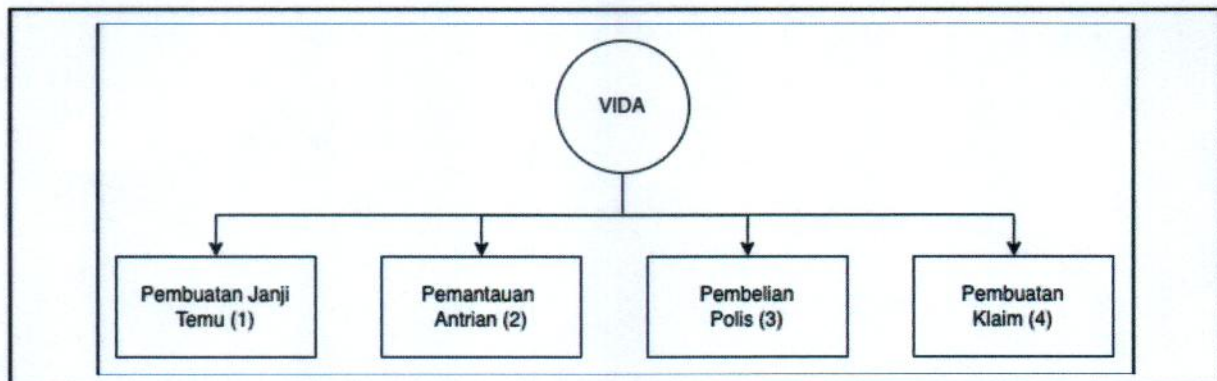 VIDA
Pembuatan Janji
Temu (1)
Pemantauan
Antrian (2)
Pembelian
Polis (3)
Pembuatan
Klaim (4)